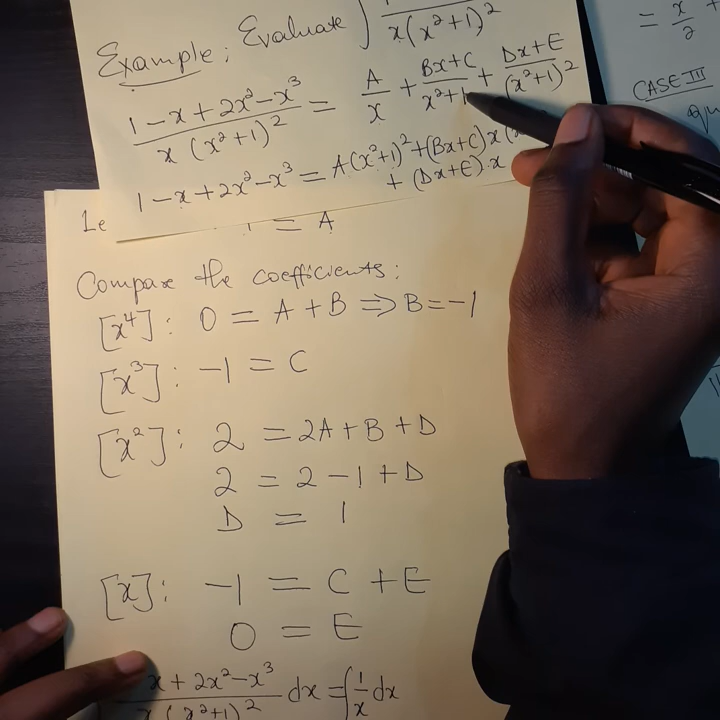 Example; Evaluate ∫ 1 / x(x²+1)²
(1-x+2x²-x³) / (x(x²+1)²) = A/x + (Bx+C)/(x²+1) + (Dx+E)/(x²+1)²
1-x+2x²-x³ = A(x²+1)²+(Bx+C)x(x
+ (Dx+E).x
Le 1 = A
Compare the coefficients:
[x⁴]: 0 = A+B ⇒ B=-1
[x³]: -1 = C
[x²]: 2 = 2A+B+D
2 = 2-1+D
D = 1
[x]: -1 = C+E
0 = E
x+2x²-x³ / x(x²+1)² dx = ∫ 1/x dx
= x/2 +
CASE III